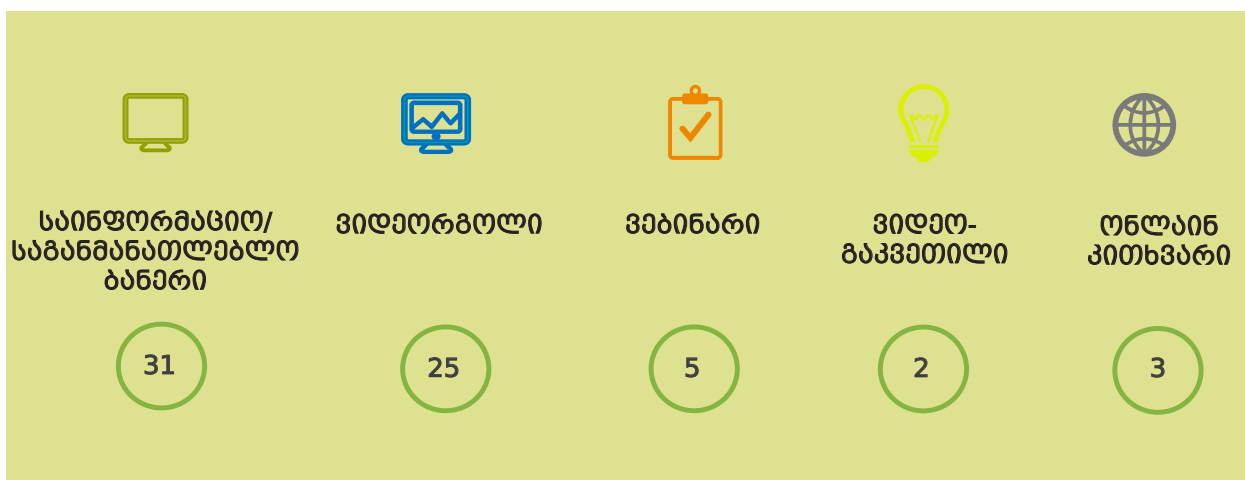 საინფორმაციო/
საგანმანათლებლო
ბანერი
31
ვიდეორგოლი
25
ვებინარი
5
ვიდეო-
გაკვეთილი
2
ონლაინ
კითხვარი
3